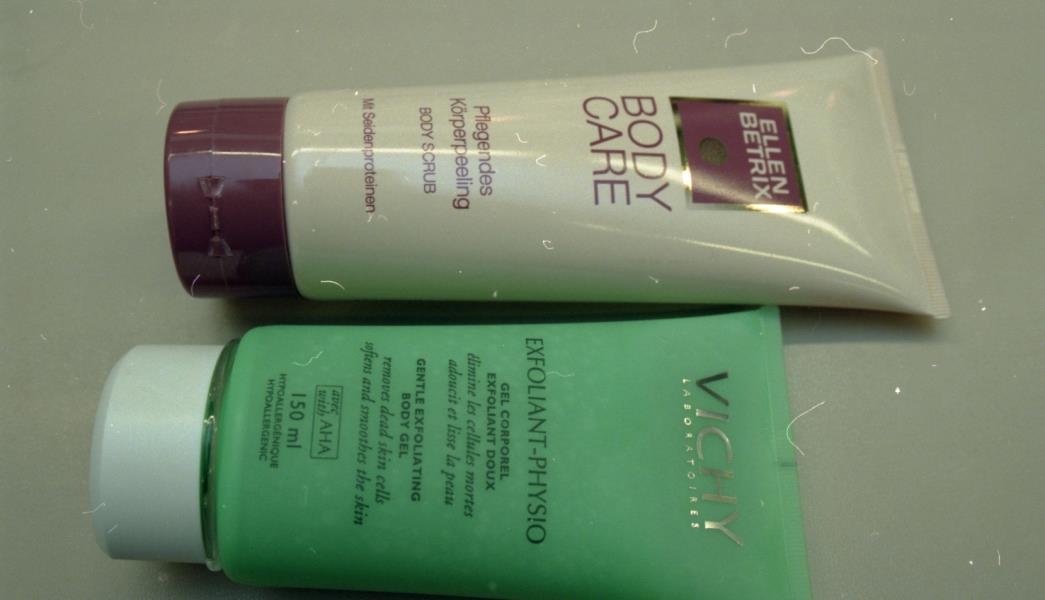 ELLEN
BETRIX
BODY
CARE
Pflegendes
Körperpeeling
BODY SCRUB
Mit Seidenproteinen
VICHY
LABORATOIRES
EXFOLIANT-PHYSIO
GEL CORPOREL
EXFOLIANT DOUX
élimine les cellules mortes
adoucit et lisse la peau
GENTLE EXFOLIATING
BODY GEL
removes dead skin cells
softens and smoothes the skin
avec
with AHA
150 ml
HYPOALLERGÉNIQUE
HYPOALLERGENIC